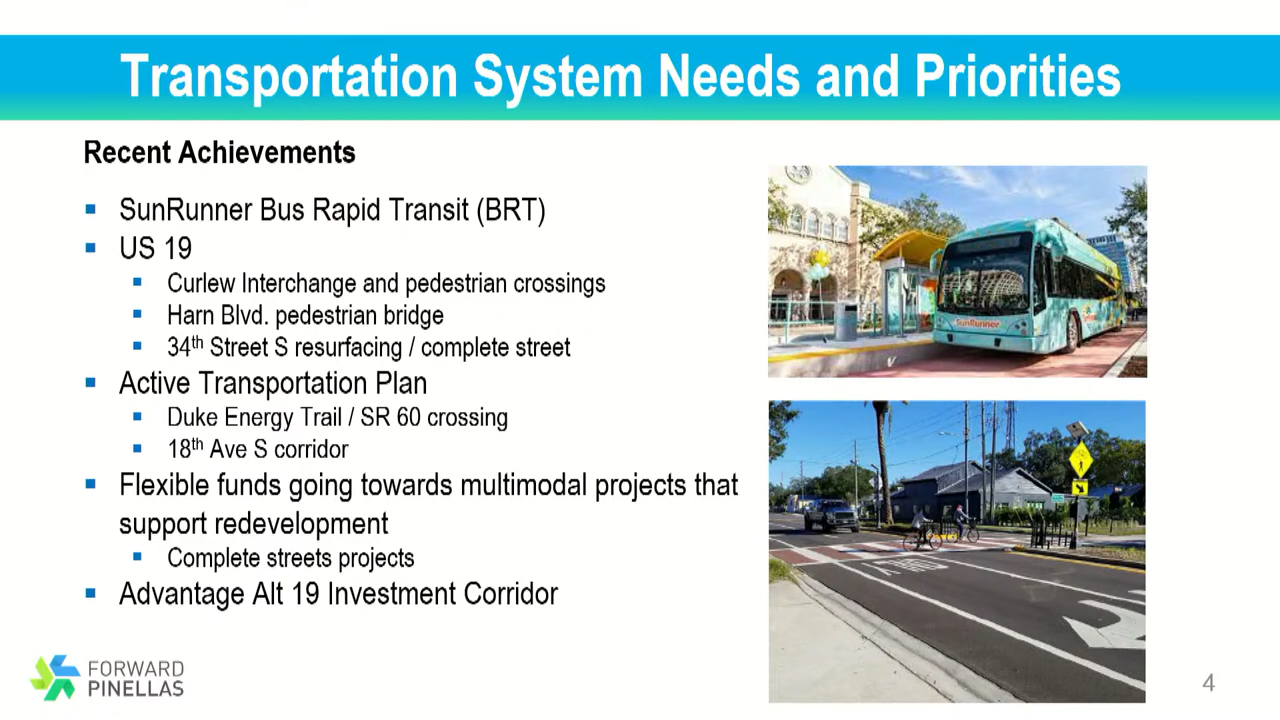 Transportation System Needs and Priorities
Recent Achievements
SunRunner Bus Rapid Transit (BRT)
US 19
Curlew Interchange and pedestrian crossings
Harn Blvd. pedestrian bridge
34th Street S resurfacing / complete street
Active Transportation Plan
Duke Energy Trail / SR 60 crossing
18th Ave S corridor
Flexible funds going towards multimodal projects that
support redevelopment
Complete streets projects
Advantage Alt 19 Investment Corridor
SunRunner
ONLY
FORWARD
PINELLAS
4